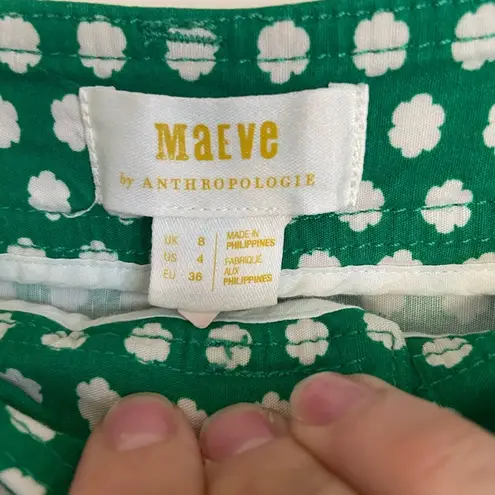 MaEVe
by ANTHROPOLOGIE
UK 8
US 4
EU 36
MADE IN
PHILIPPINES
FABRIQUÉ
AUX
PHILIPPINES